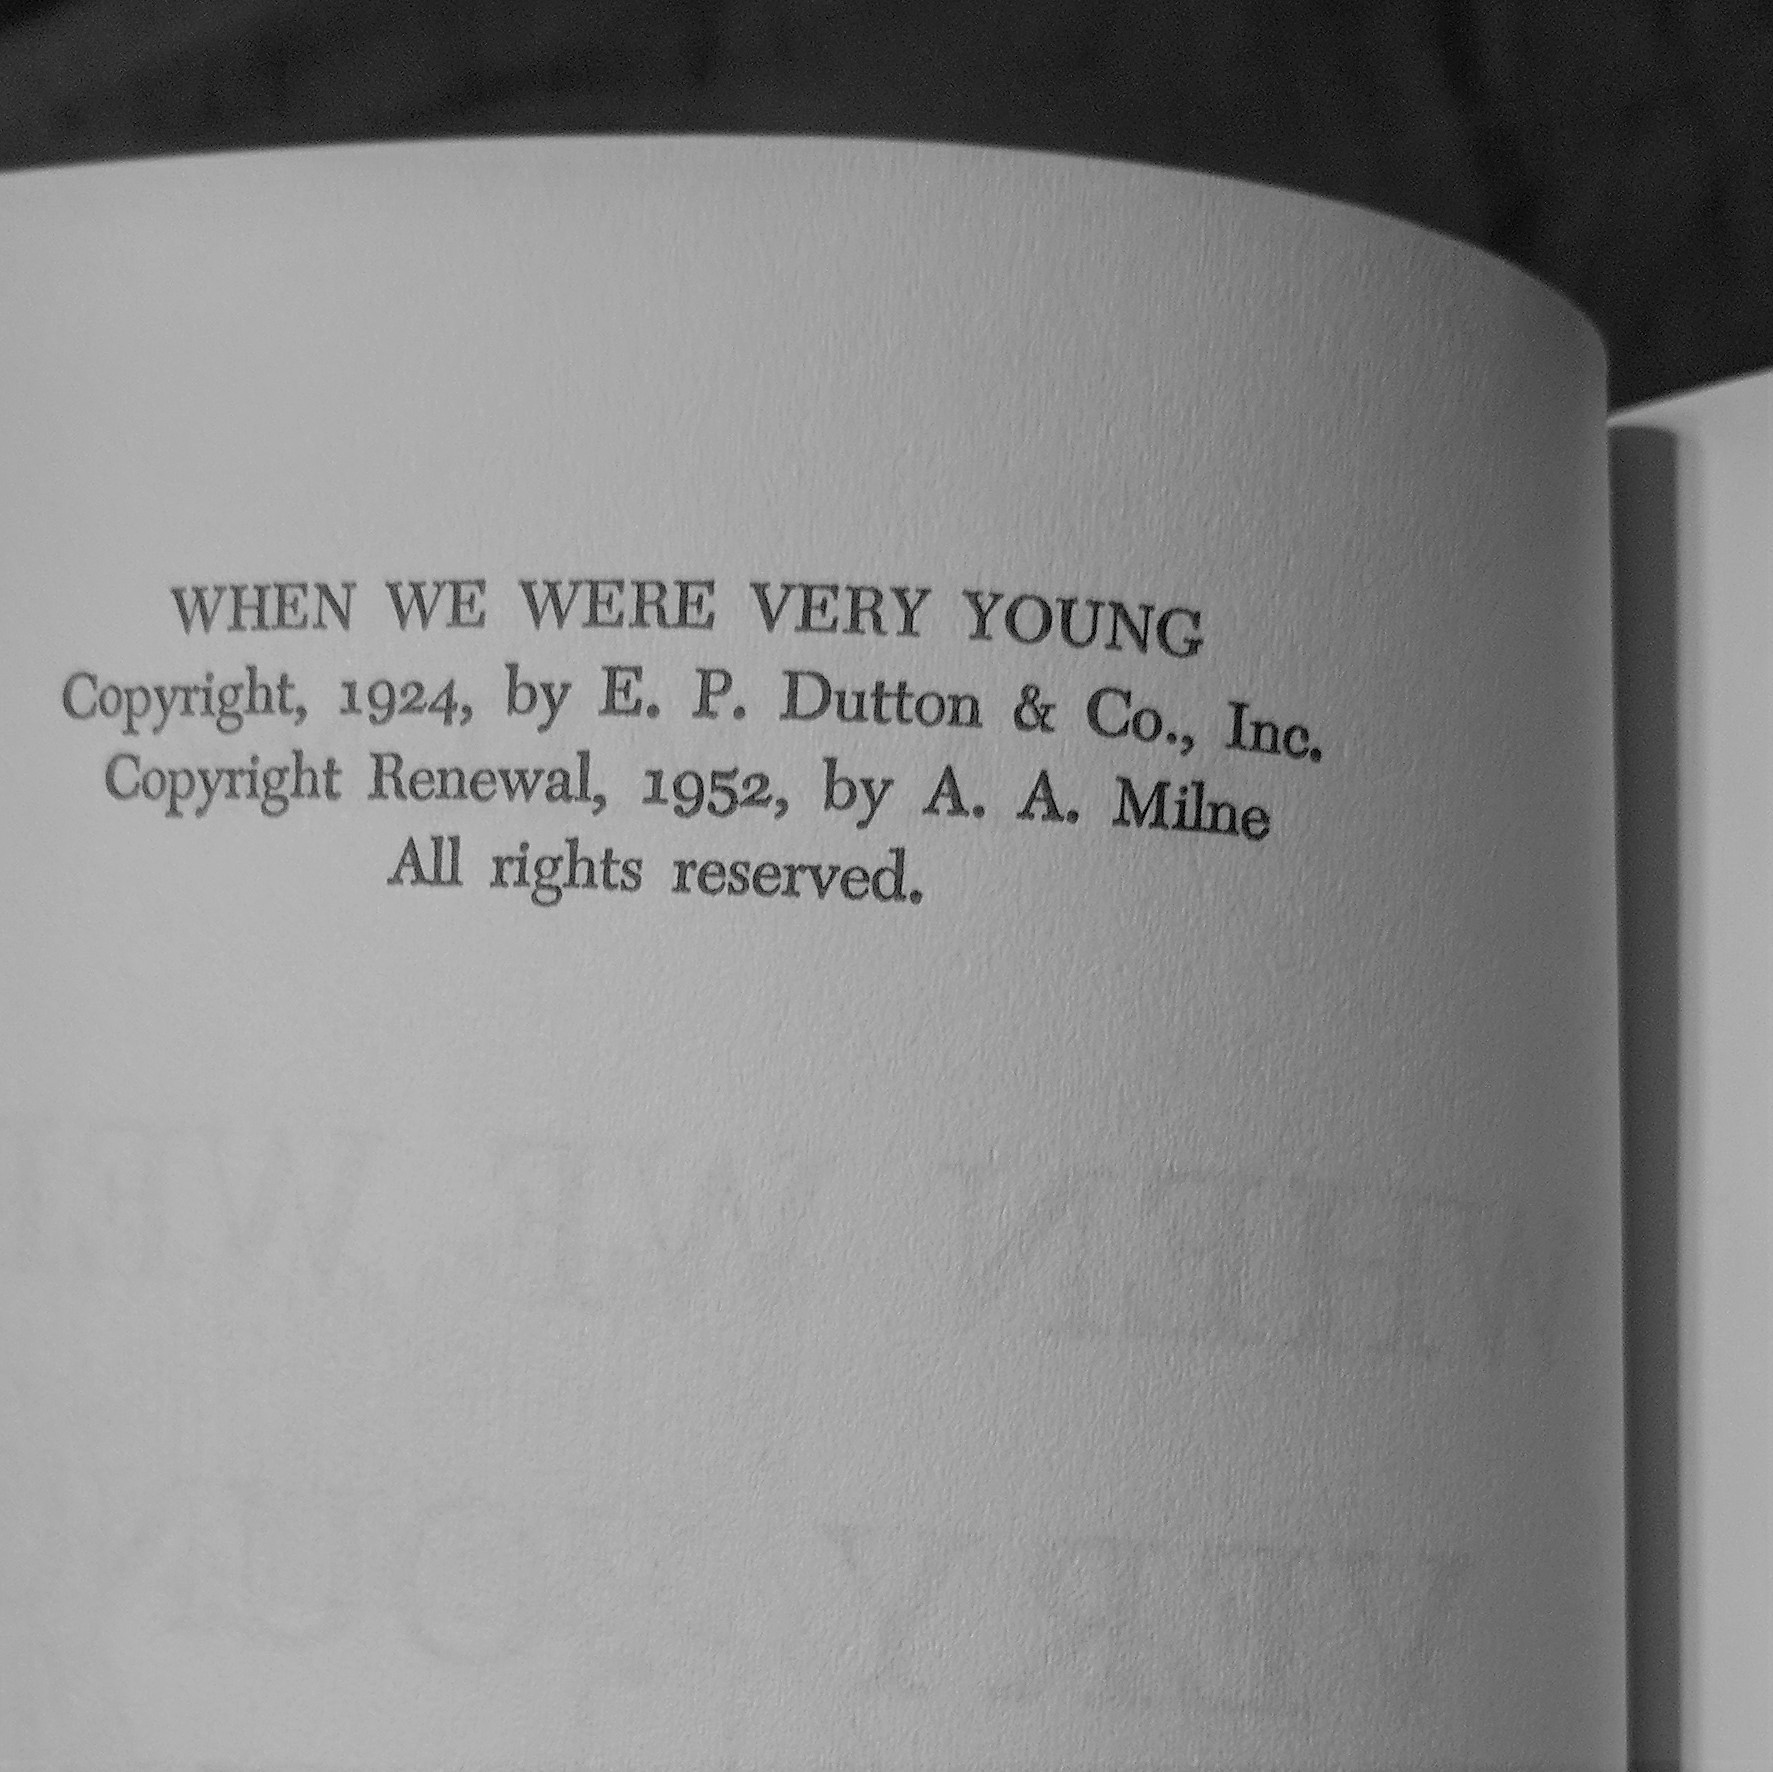 WHEN WE WERE VERY YOUNG
Copyright, 1924, by E. P. Dutton & Co., Inc.
Copyright Renewal, 1952, by A. A. Milne
All rights reserved.